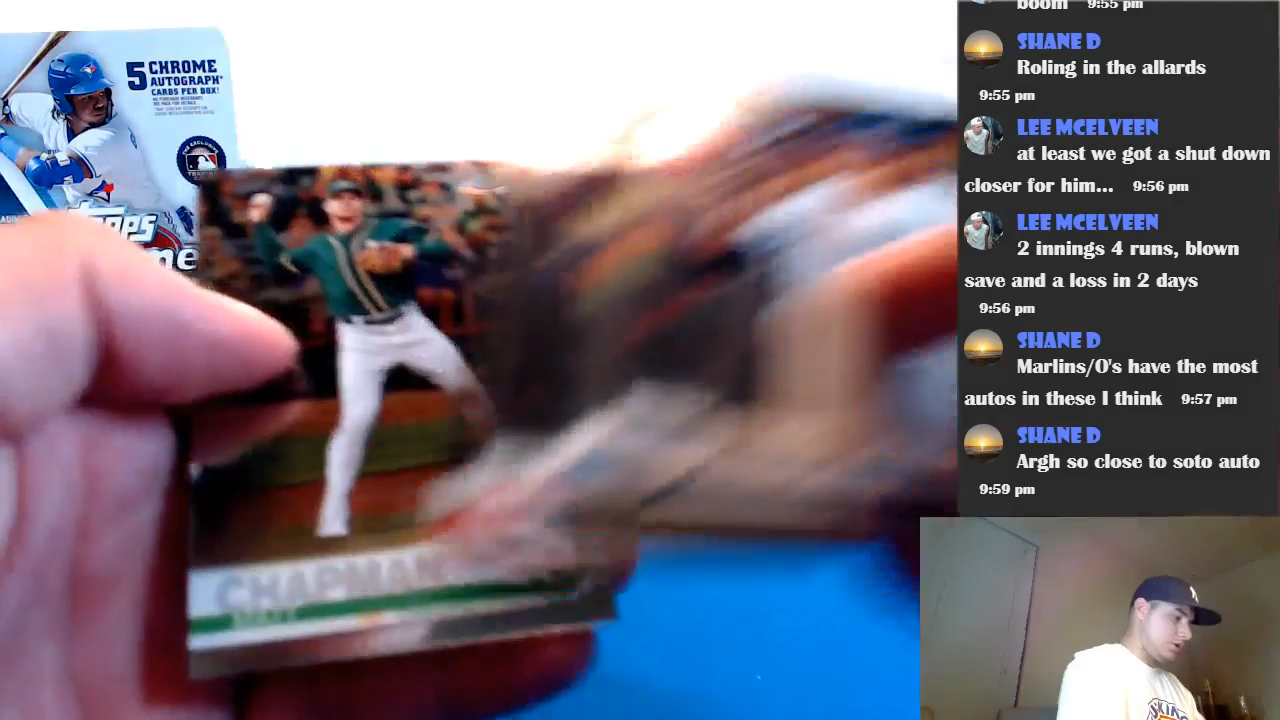 boom 9:55 pm
SHANE D
Roling in the allards
9:55 pm
LEE MCELVEEN
at least we got a shut down
closer for him... 9:56 pm
LEE MCELVEEN
2 innings 4 runs, blown
save and a loss in 2 days
9:56 pm
SHANE D
Marlins/O's have the most
autos in these I think 9:57 pm
SHANE D
Argh so close to soto auto
9:59 pm
5 CHROME
AUTOGRAPH
CARDS PER BOX!
THE EXCLUSIVE
CHAPMAN
MATT